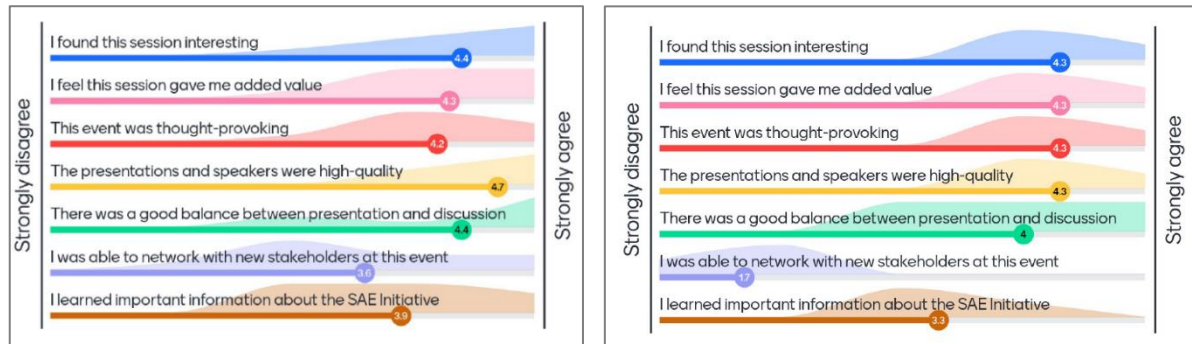 Strongly disagree
I found this session interesting
4.4
I feel this session gave me added value
4.3
This event was thought-provoking
4.2
The presentations and speakers were high-quality
4.7
There was a good balance between presentation and discussion
4.4
I was able to network with new stakeholders at this event
3.6
I learned important information about the SAE Initiative
3.9
Strongly agree
Strongly disagree
I found this session interesting
4.3
I feel this session gave me added value
4.3
This event was thought-provoking
4.3
The presentations and speakers were high-quality
4.3
There was a good balance between presentation and discussion
4
I was able to network with new stakeholders at this event
1.7
I learned important information about the SAE Initiative
3.3
Strongly agree